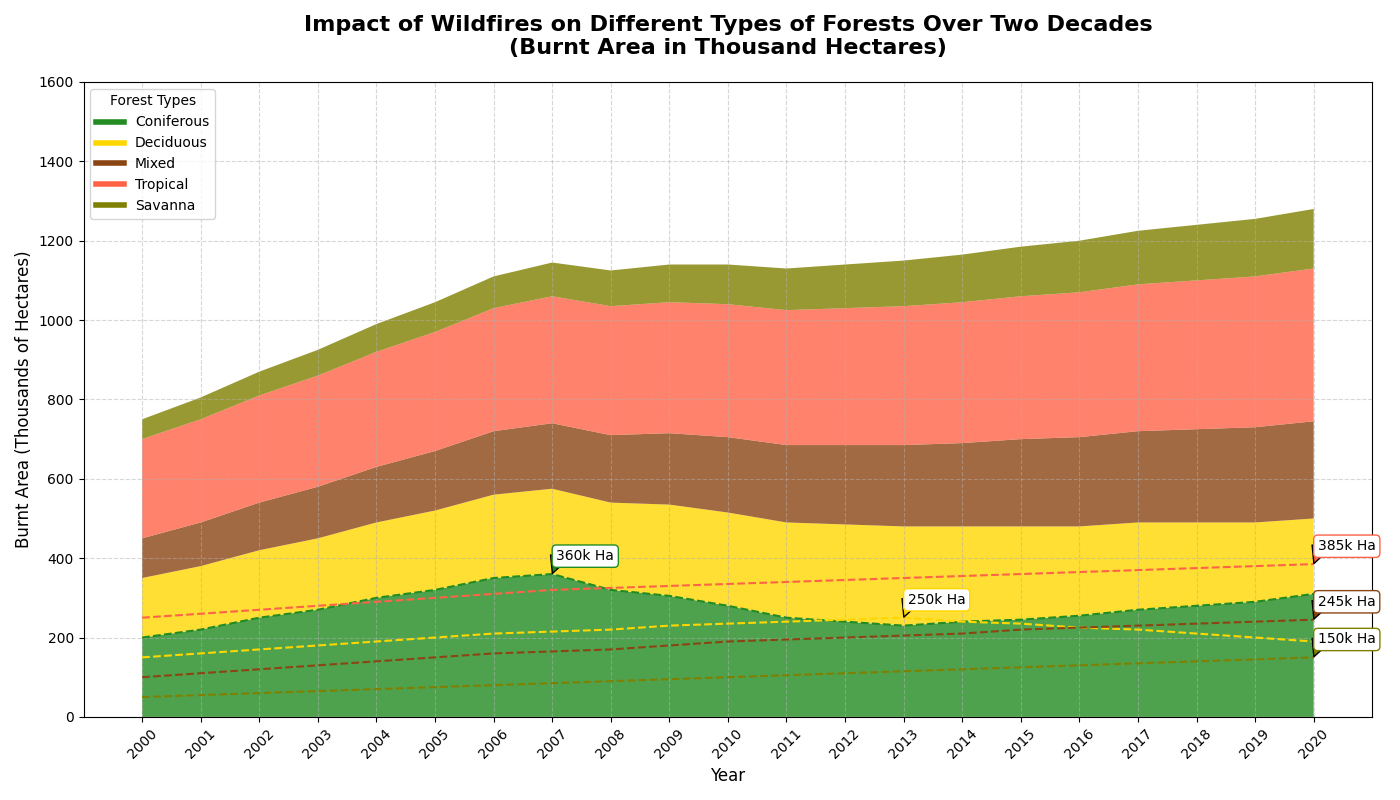 Impact of Wildfires on Different Types of Forests Over Two Decades
(Burnt Area in Thousand Hectares)
Burnt Area (Thousands of Hectares)
1600
1400
1200
1000
800
600
400
200
0
Forest Types
Coniferous
Deciduous
Mixed
Tropical
Savanna
360k Ha
250k Ha
385k Ha
245k Ha
150k Ha
2000
2001
2002
2003
2004
2005
2006
2007
2008
2009
2010
2011
2012
2013
2014
2015
2016
2017
2018
2019
2020
Year